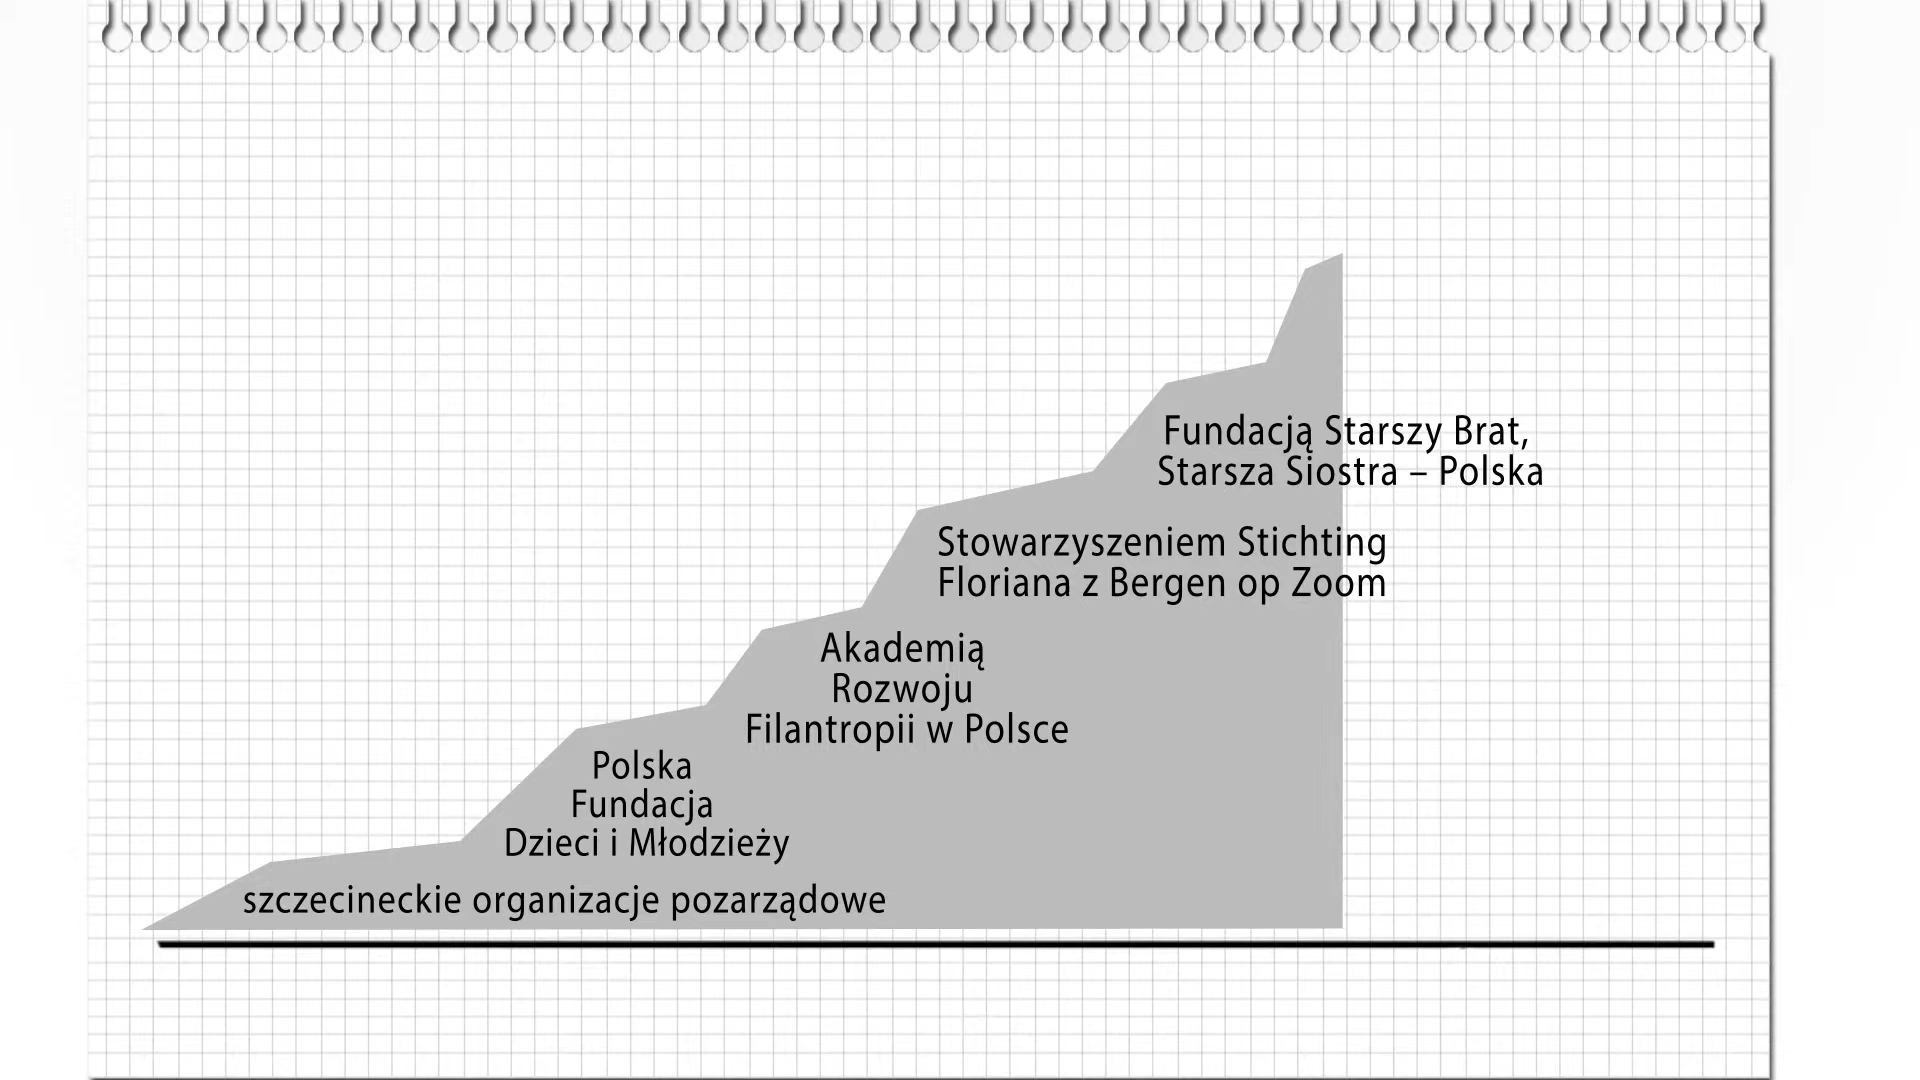 Fundacją Starszy Brat,
Starsza Siostra – Polska
Stowarzyszeniem Stichting
Floriana z Bergen op Zoom
Akademią
Rozwoju
Filantropii w Polsce
Polska
Fundacja
Dzieci i Młodzieży
szczecineckie organizacje pozarządowe